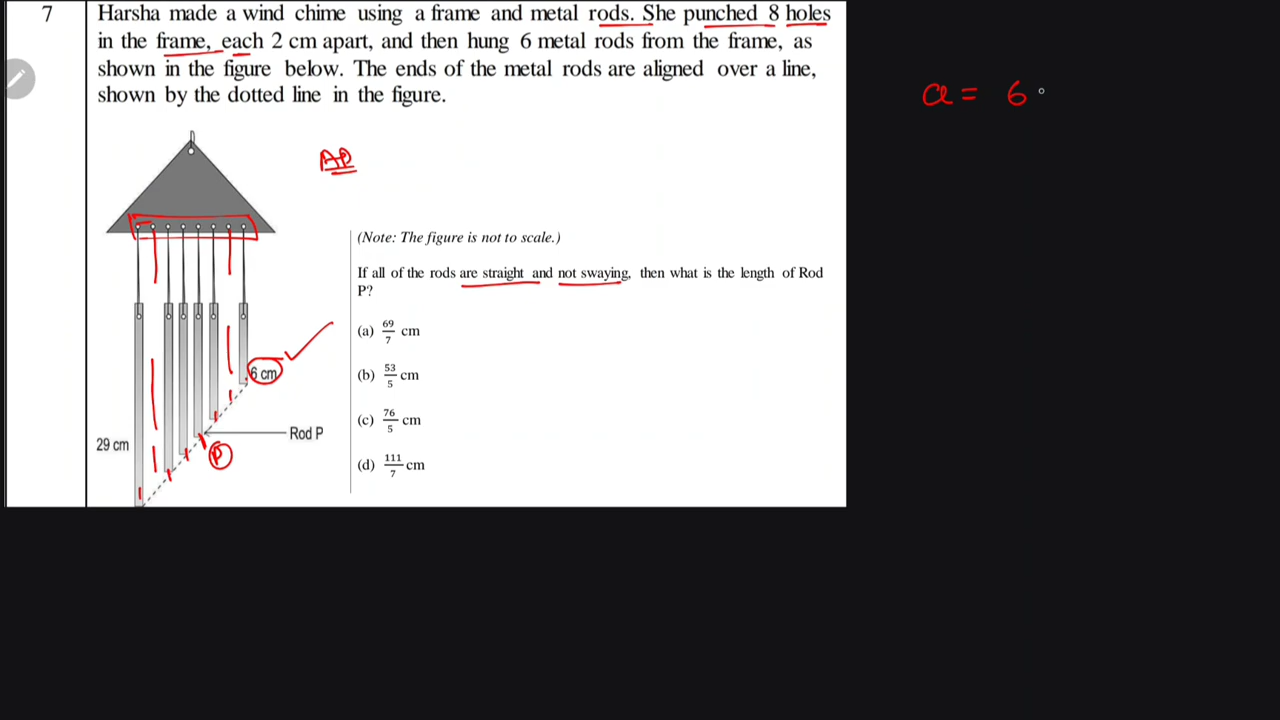 7
Harsha made a wind chime using a frame and metal rods. She punched 8 holes
in the frame, each 2 cm apart, and then hung 6 metal rods from the frame, as
shown in the figure below. The ends of the metal rods are aligned over a line,
shown by the dotted line in the figure.
a = 6
AP
(Note: The figure is not to scale.)
If all of the rods are straight and not swaying, then what is the length of Rod
P?
(a) 69/7 cm
(b) 53/5 cm
(c) 76/5 cm
(d) 111/7 cm
6 cm
Rod P
P
29 cm